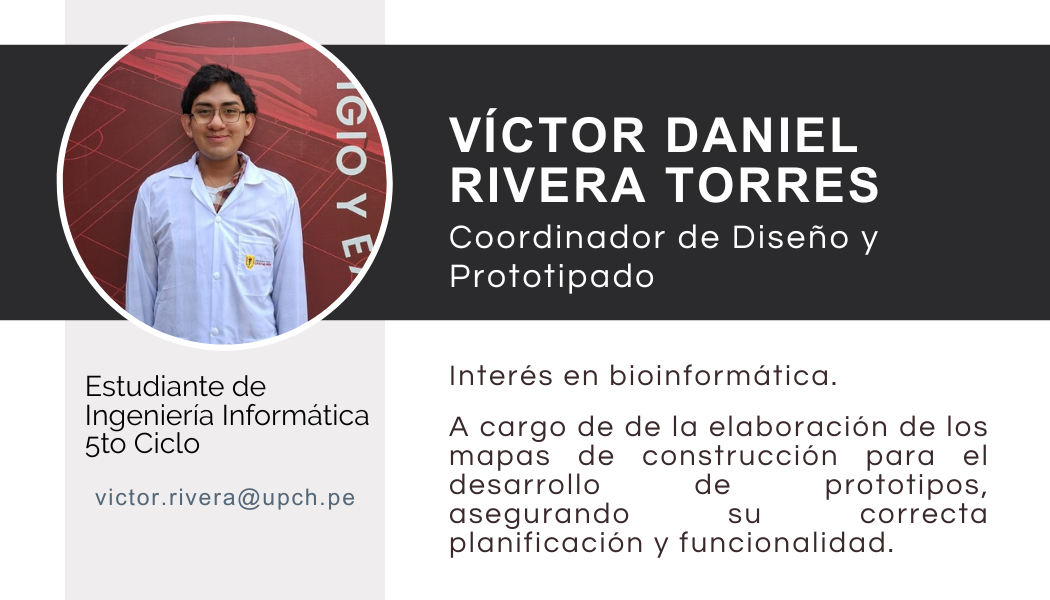 IGIO Y E
VÍCTOR DANIEL
RIVERA TORRES
Coordinador de Diseño y
Prototipado
Estudiante de
Ingeniería Informática
5to Ciclo
victor.rivera@upch.pe
Interés en bioinformática.
A cargo de de la elaboración de los
mapas de construcción para el
desarrollo de prototipos,
asegurando su correcta
planificación y funcionalidad.